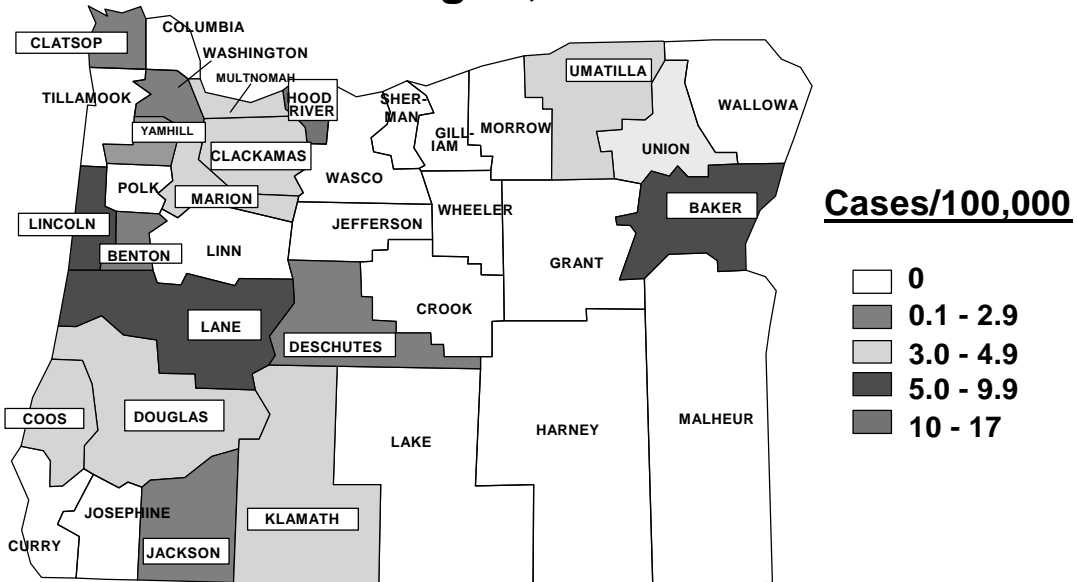 CLATSOP
COLUMBIA
WASHINGTON
MULTNOMAH
TILLAMOOK
HOOD
RIVER
YAMHILL
CLACKAMAS
SHER-
MAN
GILL-
IAM
MORROW
UMATILLA
UNION
WALLOWA
POLK
MARION
WASCO
LINCOLN
BENTON
LINN
JEFFERSON
WHEELER
BAKER
GRANT
CROOK
LANE
DESCHUTES
COOS
DOUGLAS
LAKE
HARNEY
MALHEUR
JOSEPHINE
CURRY
JACKSON
KLAMATH
Cases/100,000
0
0.1 - 2.9
3.0 - 4.9
5.0 - 9.9
10 - 17